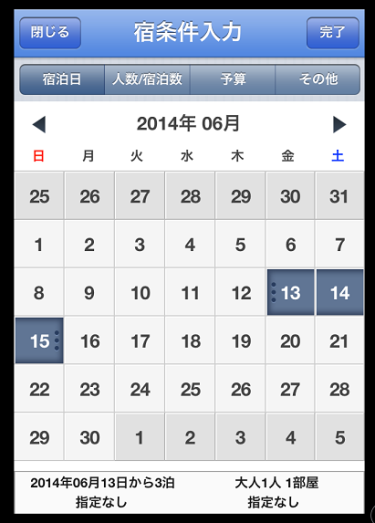 閉じる 宿条件入力 完了
宿泊日 人数/宿泊数 予算 その他
◀ 2014年 06月 ▶
日 月 火 水 木 金 土
25 26 27 28 29 30 31
1 2 3 4 5 6 7
8 9 10 11 12 13 14
15 16 17 18 19 20 21
22 23 24 25 26 27 28
29 30 1 2 3 4 5
2014年06月13日から3泊 大人1人 1部屋
指定なし 指定なし